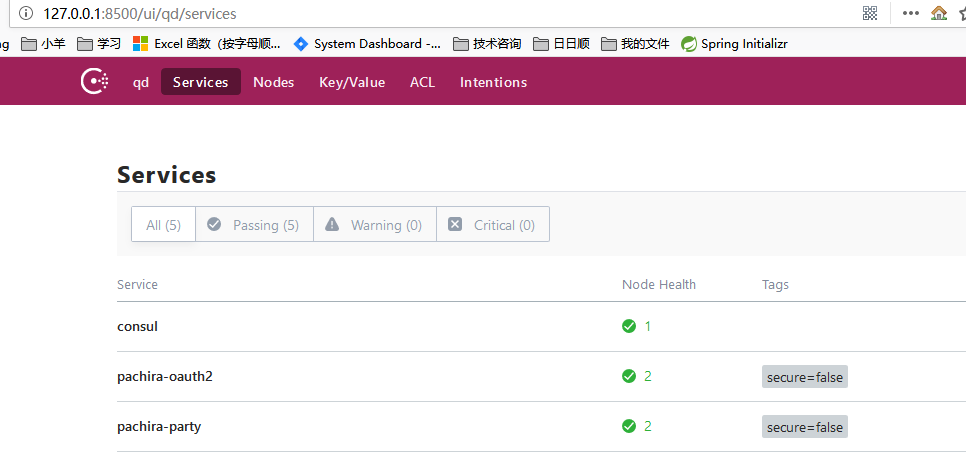 127.0.0.1:8500/ui/qd/services
ng 小羊 学习 Excel 函数（按字母顺... System Dashboard -... 技术咨询 日日顺 我的文件 Spring Initializr
qd Services Nodes Key/Value ACL Intentions
Services
All (5) Passing (5) Warning (0) Critical (0)
Service Node Health Tags
consul 1
pachira-oauth2 2 secure=false
pachira-party 2 secure=false